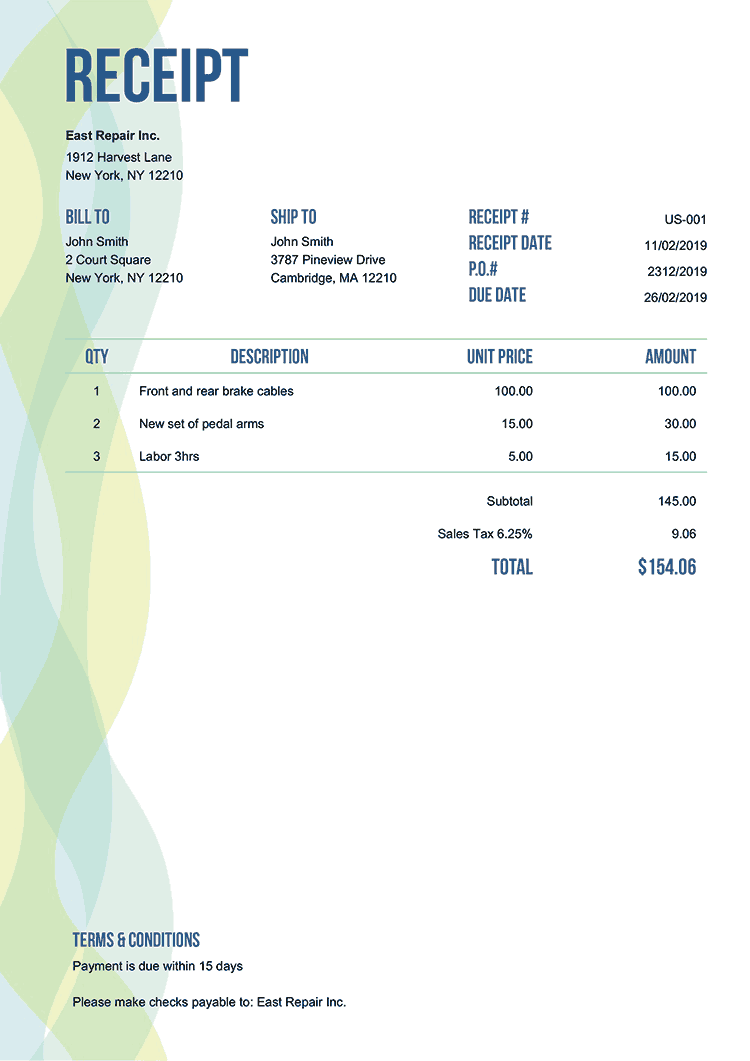 RECEIPT
East Repair Inc.
1912 Harvest Lane
New York, NY 12210
BILL TO
John Smith
2 Court Square
New York, NY 12210
SHIP TO
John Smith
3787 Pineview Drive
Cambridge, MA 12210
RECEIPT # US-001
RECEIPT DATE 11/02/2019
P.O.# 2312/2019
DUE DATE 26/02/2019
QTY DESCRIPTION UNIT PRICE AMOUNT
1 Front and rear brake cables 100.00 100.00
2 New set of pedal arms 15.00 30.00
3 Labor 3hrs 5.00 15.00
Subtotal 145.00
Sales Tax 6.25% 9.06
TOTAL $154.06
TERMS & CONDITIONS
Payment is due within 15 days
Please make checks payable to: East Repair Inc.